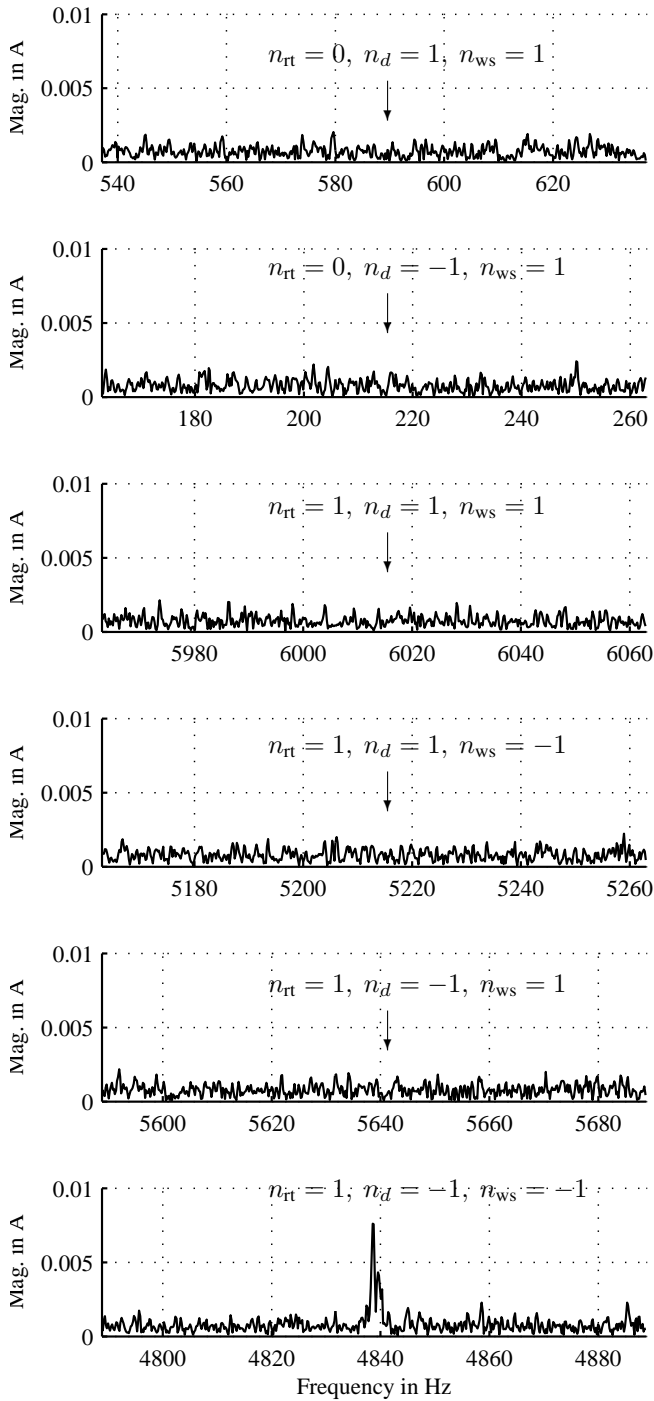 0.01
n_rt = 0, n_d = 1, n_ws = 1
Mag. in A
0.005
0
540 560 580 600 620
0.01
n_rt = 0, n_d = −1, n_ws = 1
Mag. in A
0.005
0
180 200 220 240 260
0.01
n_rt = 1, n_d = 1, n_ws = 1
Mag. in A
0.005
0
5980 6000 6020 6040 6060
0.01
n_rt = 1, n_d = 1, n_ws = −1
Mag. in A
0.005
0
5180 5200 5220 5240 5260
0.01
n_rt = 1, n_d = −1, n_ws = 1
Mag. in A
0.005
0
5600 5620 5640 5660 5680
0.01
n_rt = 1, n_d = −1, n_ws = −1
Mag. in A
0.005
0
4800 4820 4840 4860 4880
Frequency in Hz